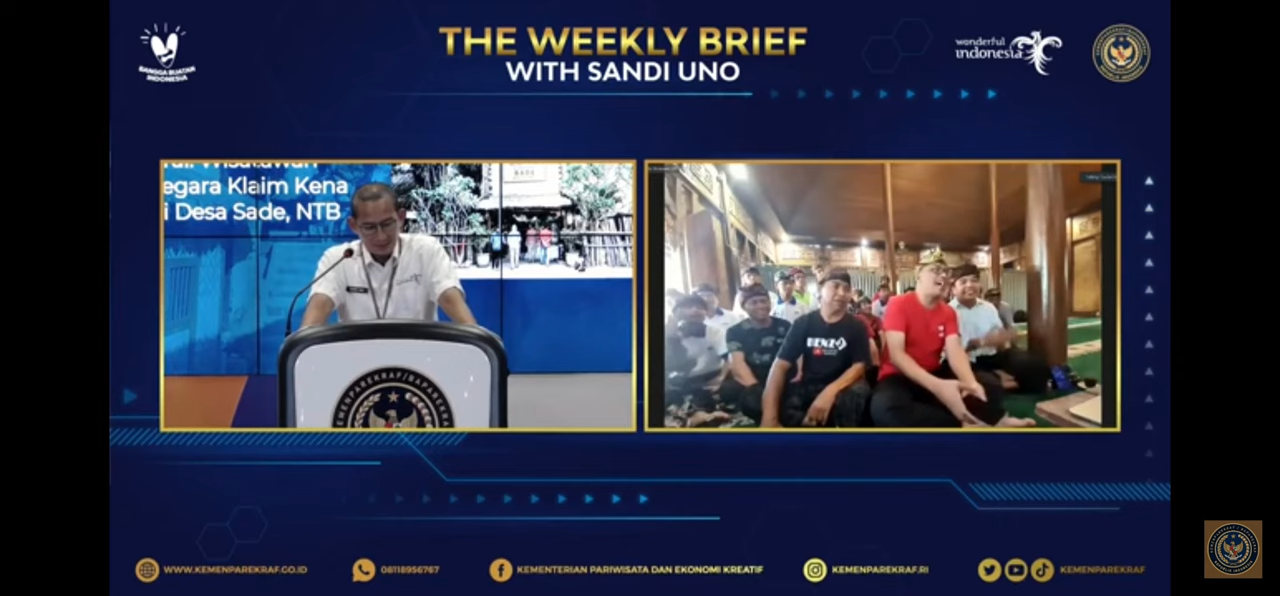 THE WEEKLY BRIEF
WITH SANDI UNO
BANGGA BUATAN
INDONESIA
wonderful
indonesia
Wisatawan
egara Klaim Kena
i Desa Sade, NTB
KEMENPAREKRAF/BAPAREKRAF
WWW.KEMENPAREKRAF.GO.ID
08118956767
KEMENTERIAN PARIWISATA DAN EKONOMI KREATIF
KEMENPAREKRAF.RI
KEMENPAREKRAF